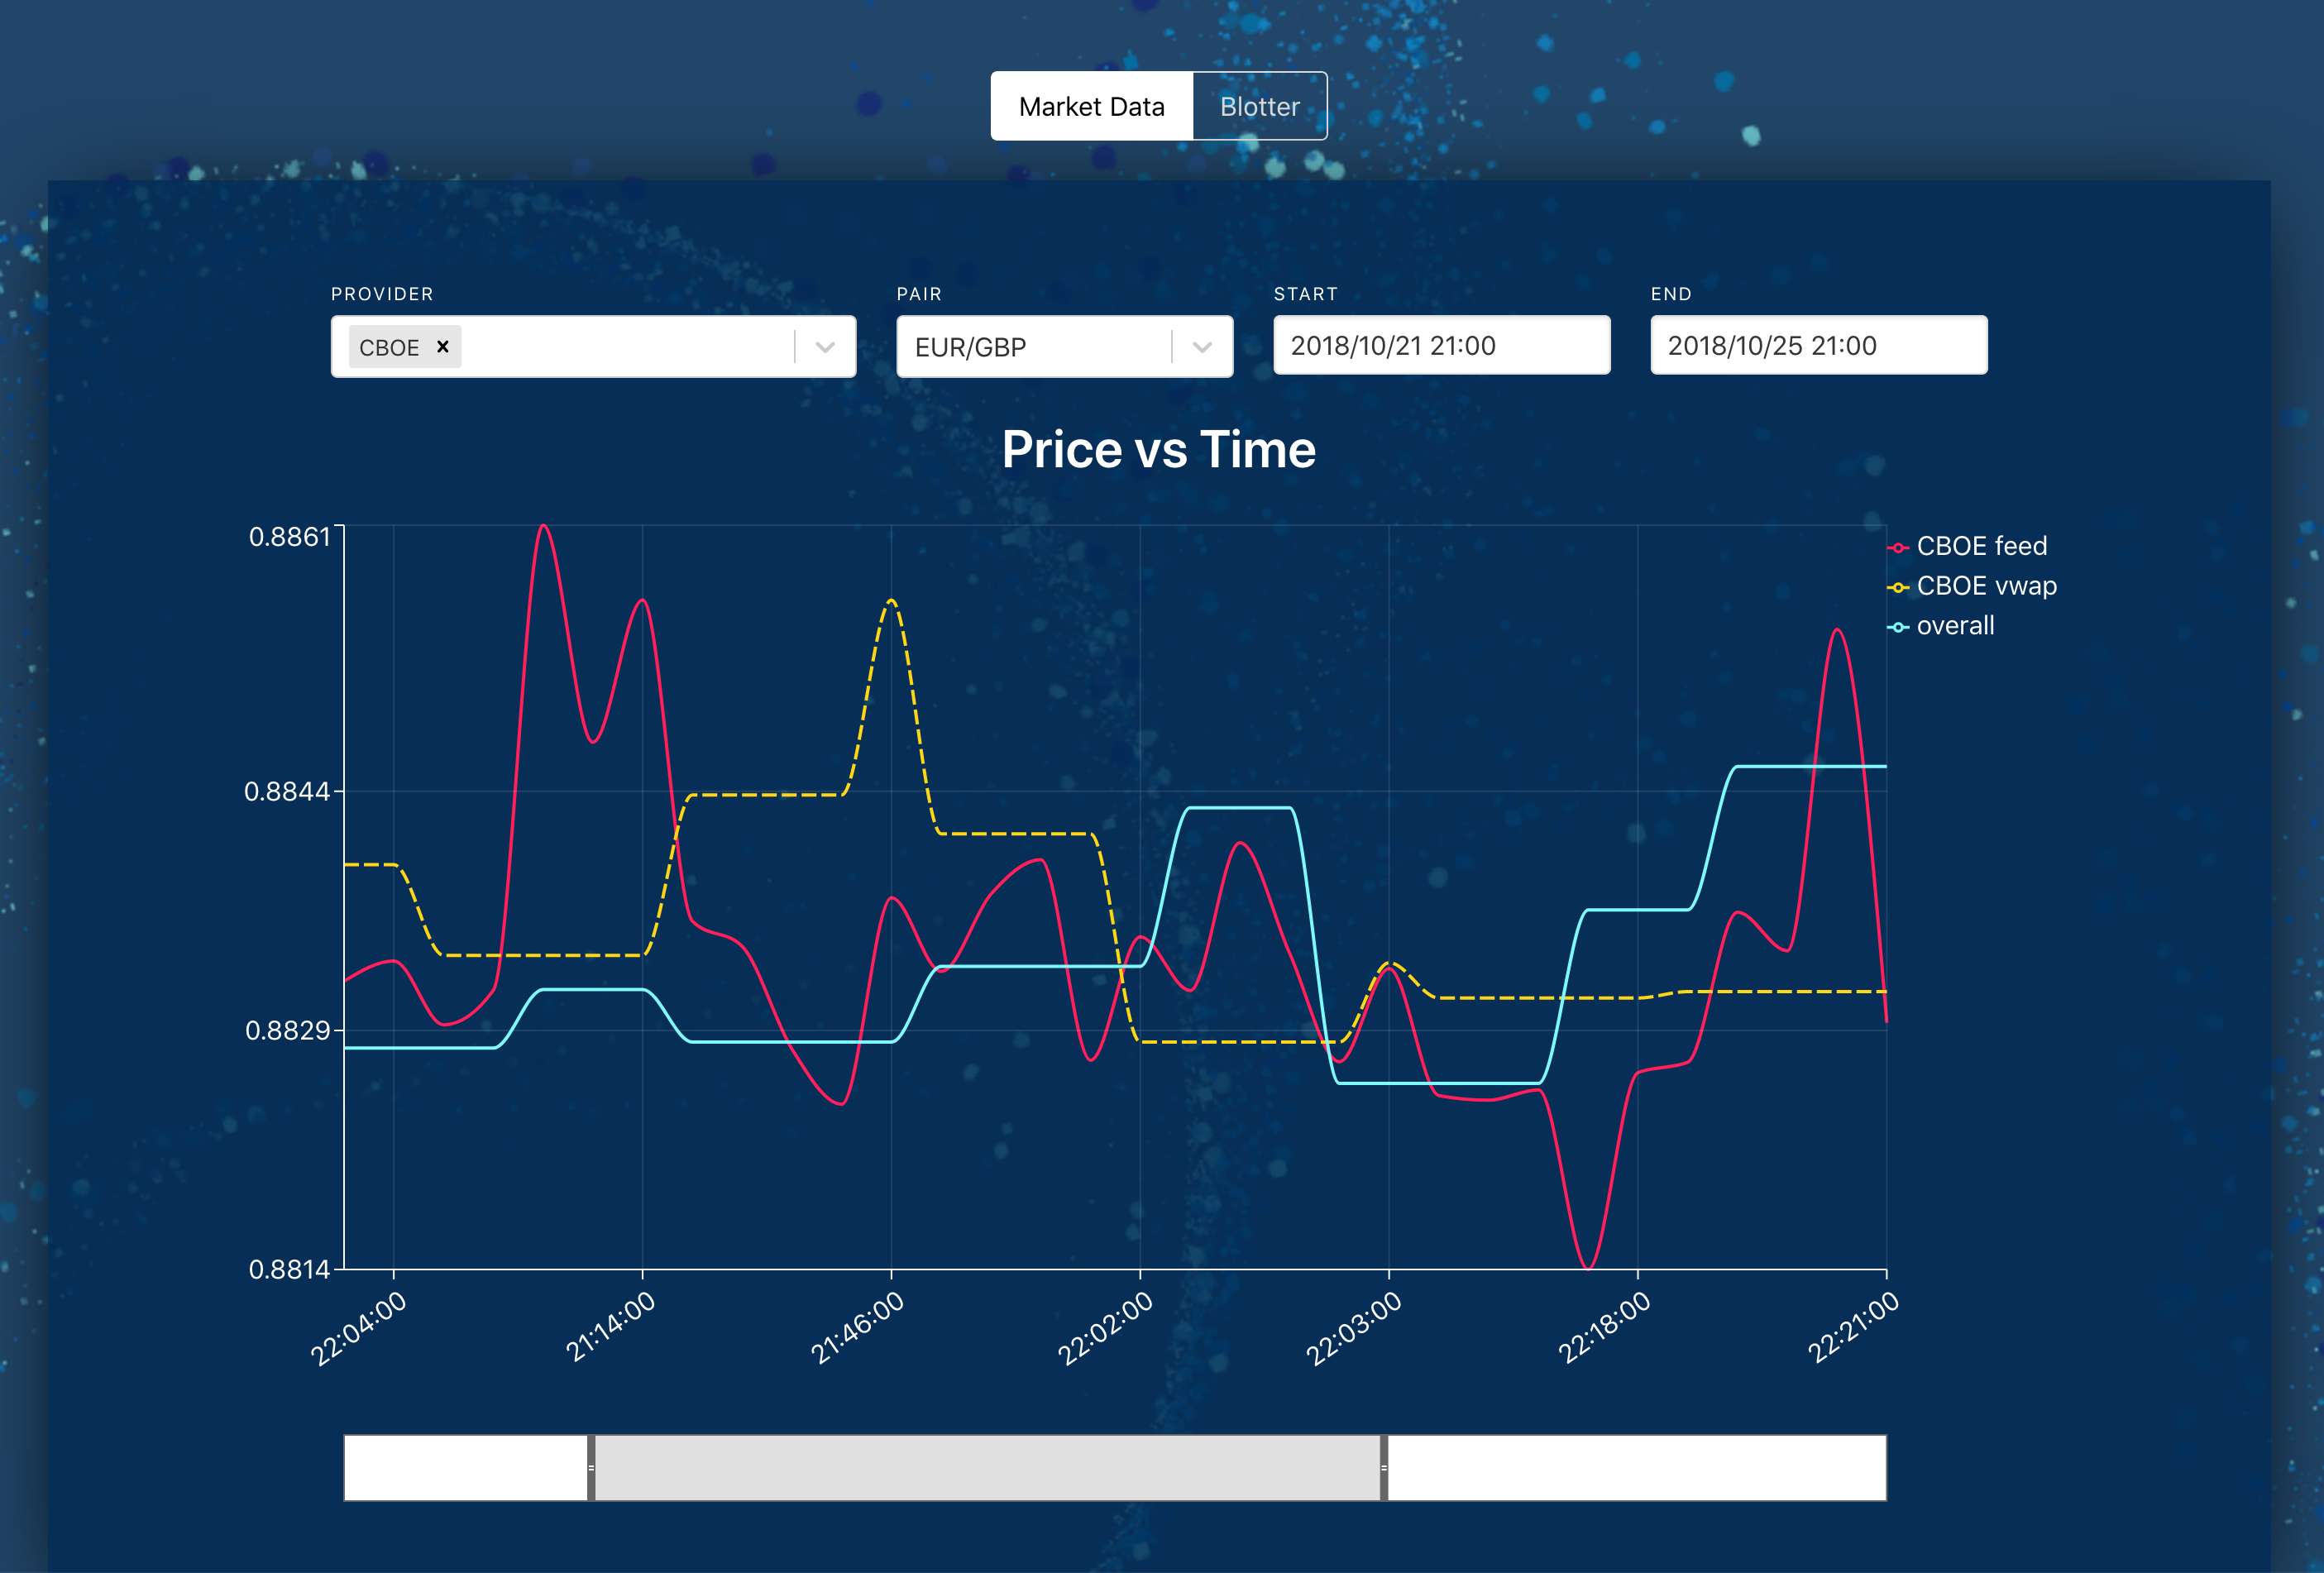 Market Data Blotter
PROVIDER PAIR START END
CBOE × EUR/GBP 2018/10/21 21:00 2018/10/25 21:00
Price vs Time
0.8861
0.8844
0.8829
0.8814
CBOE feed
CBOE vwap
overall
22:04:00 21:14:00 21:46:00 22:02:00 22:03:00 22:18:00 22:21:00